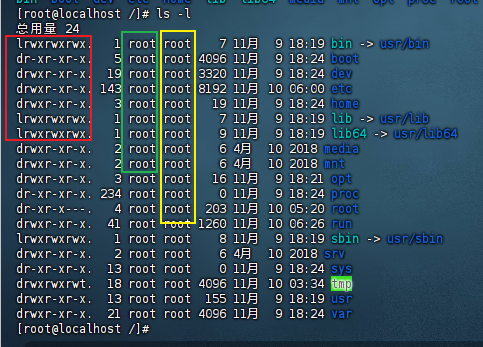 [root@localhost /]# ls -l
总用量 24
lrwxrwxrwx. 1 root root 7 11月 9 18:19 bin -> usr/bin
dr-xr-xr-x. 5 root root 4096 11月 9 18:24 boot
drwxr-xr-x. 19 root root 3320 11月 9 18:24 dev
drwxr-xr-x. 143 root root 8192 11月 10 06:00 etc
drwxr-xr-x. 3 root root 19 11月 9 18:24 home
lrwxrwxrwx. 1 root root 7 11月 9 18:19 lib -> usr/lib
lrwxrwxrwx. 1 root root 9 11月 9 18:19 lib64 -> usr/lib64
drwxr-xr-x. 2 root root 6 4月 10 2018 media
drwxr-xr-x. 2 root root 6 4月 10 2018 mnt
drwxr-xr-x. 3 root root 16 11月 9 18:21 opt
dr-xr-xr-x. 234 root root 0 11月 9 18:24 proc
dr-xr-x---. 4 root root 203 11月 10 05:20 root
drwxr-xr-x. 41 root root 1260 11月 10 06:26 run
lrwxrwxrwx. 1 root root 8 11月 9 18:19 sbin -> usr/sbin
drwxr-xr-x. 2 root root 6 4月 10 2018 srv
dr-xr-xr-x. 13 root root 0 11月 9 18:24 sys
drwxrwxrwt. 18 root root 4096 11月 10 03:34 tmp
drwxr-xr-x. 13 root root 155 11月 9 18:19 usr
drwxr-xr-x. 21 root root 4096 11月 9 18:24 var
[root@localhost /]#